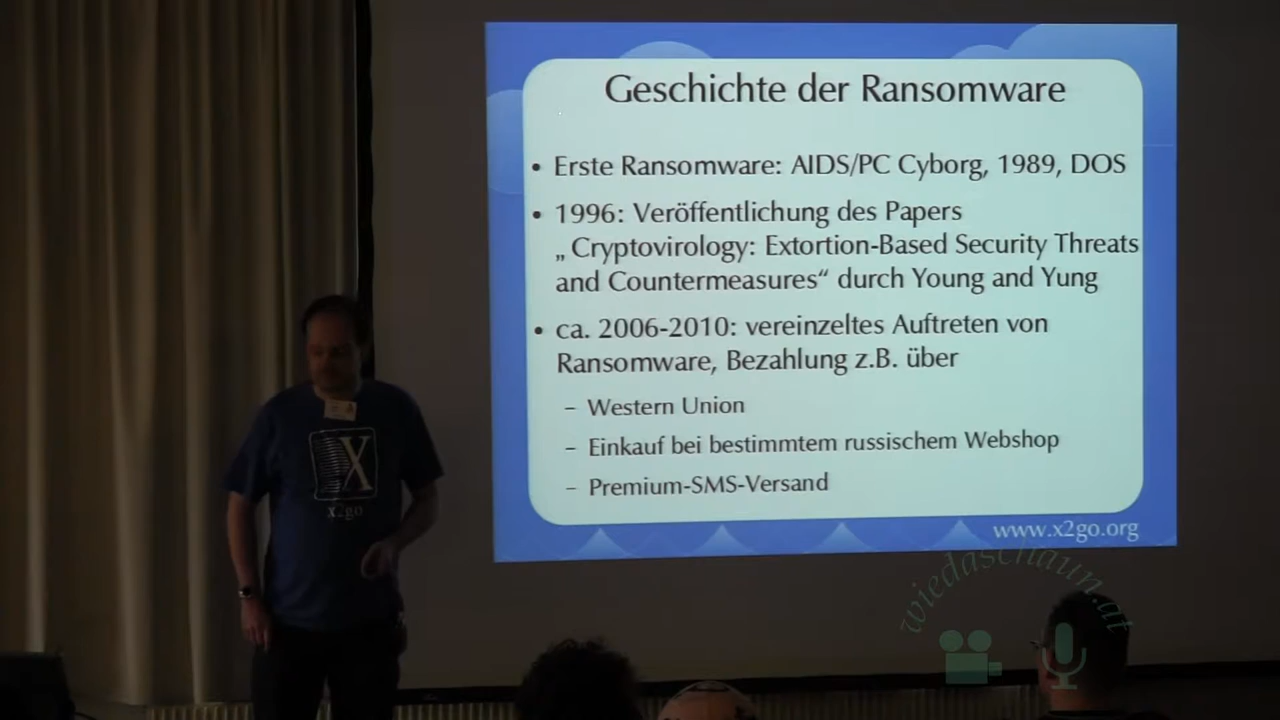 Geschichte der Ransomware
• Erste Ransomware: AIDS/PC Cyborg, 1989, DOS
• 1996: Veröffentlichung des Papers
„Cryptovirology: Extortion-Based Security Threats
and Countermeasures“ durch Young and Yung
• ca. 2006-2010: vereinzeltes Auftreten von
Ransomware, Bezahlung z.B. über
– Western Union
– Einkauf bei bestimmtem russischem Webshop
– Premium-SMS-Versand
www.x2go.org
X
x2go
wiedaschaun.at